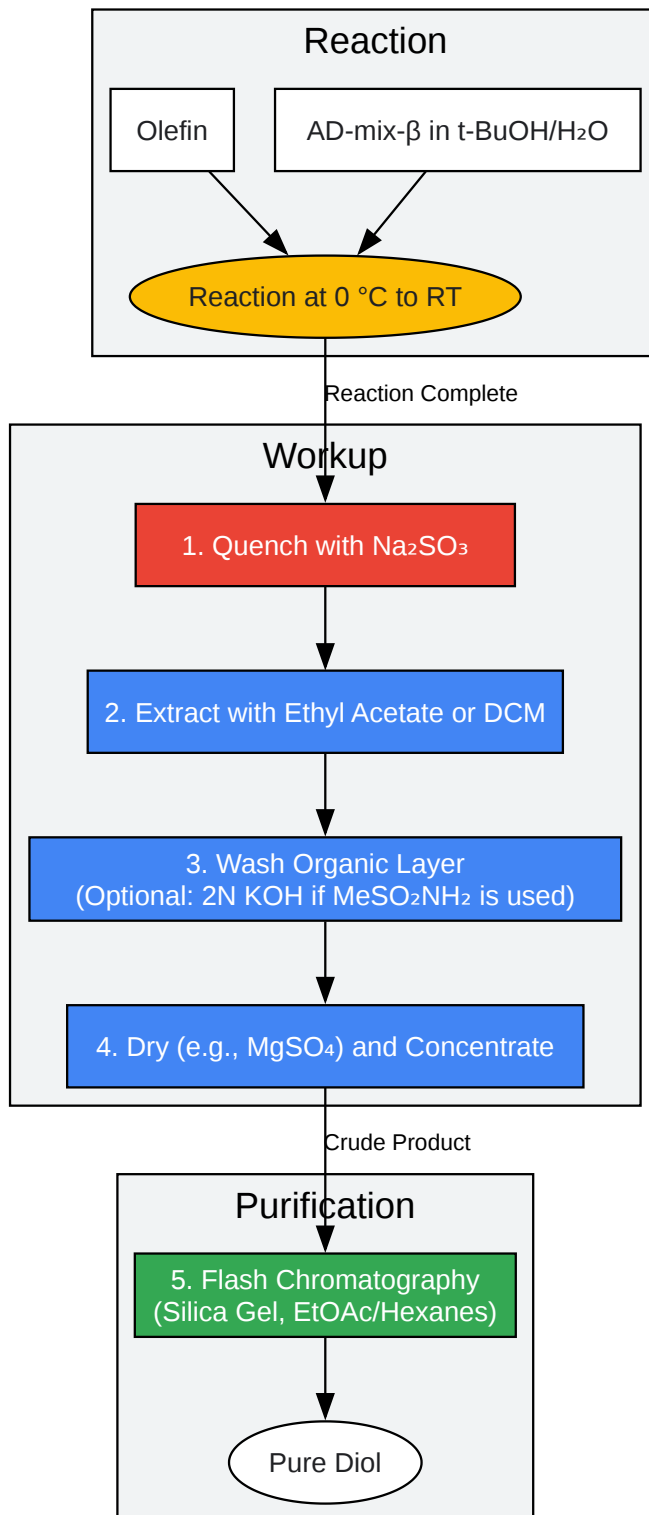 Reaction
Olefin
AD-mix-β in t-BuOH/H₂O
Reaction at 0 °C to RT
Reaction Complete
Workup
1. Quench with Na₂SO₃
2. Extract with Ethyl Acetate or DCM
3. Wash Organic Layer
(Optional: 2N KOH if MeSO₂NH₂ is used)
4. Dry (e.g., MgSO₄) and Concentrate
Crude Product
Purification
5. Flash Chromatography
(Silica Gel, EtOAc/Hexanes)
Pure Diol